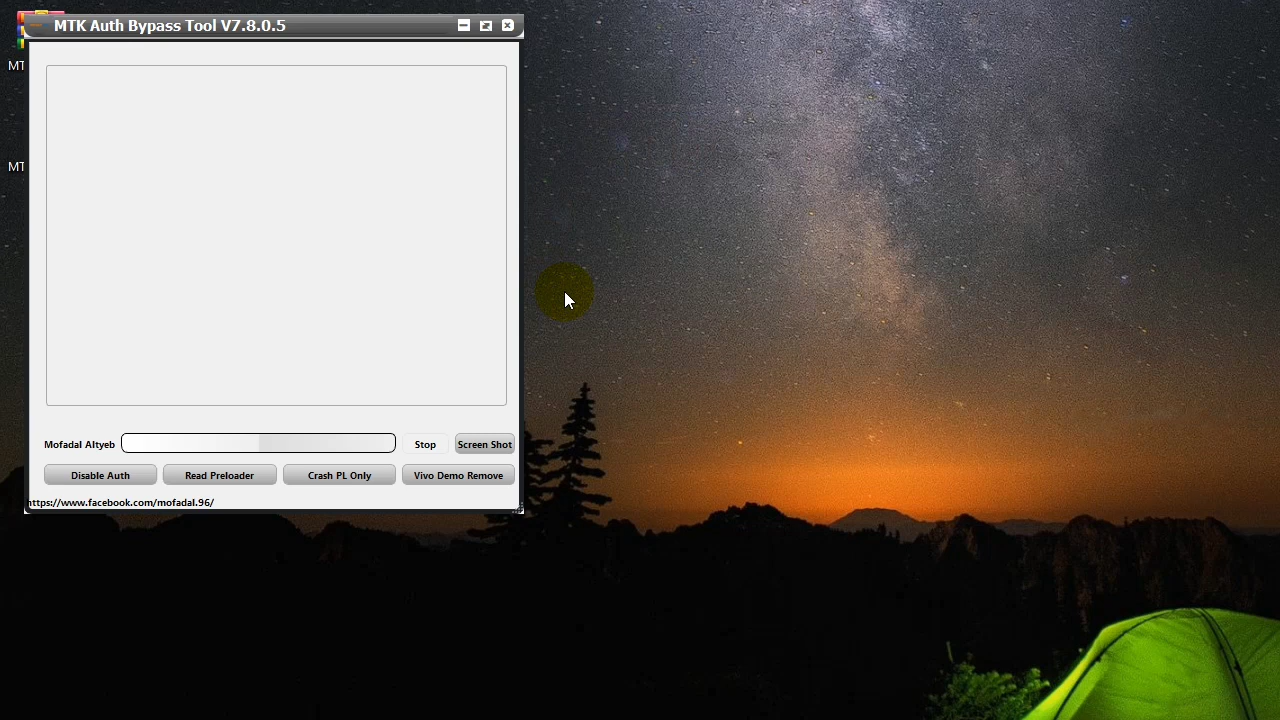 MTK Auth Bypass Tool V7.8.0.5
MT
MT
Mofadal Altyeb
Stop
Screen Shot
Disable Auth
Read Preloader
Crash PL Only
Vivo Demo Remove
https://www.facebook.com/mofadal.96/